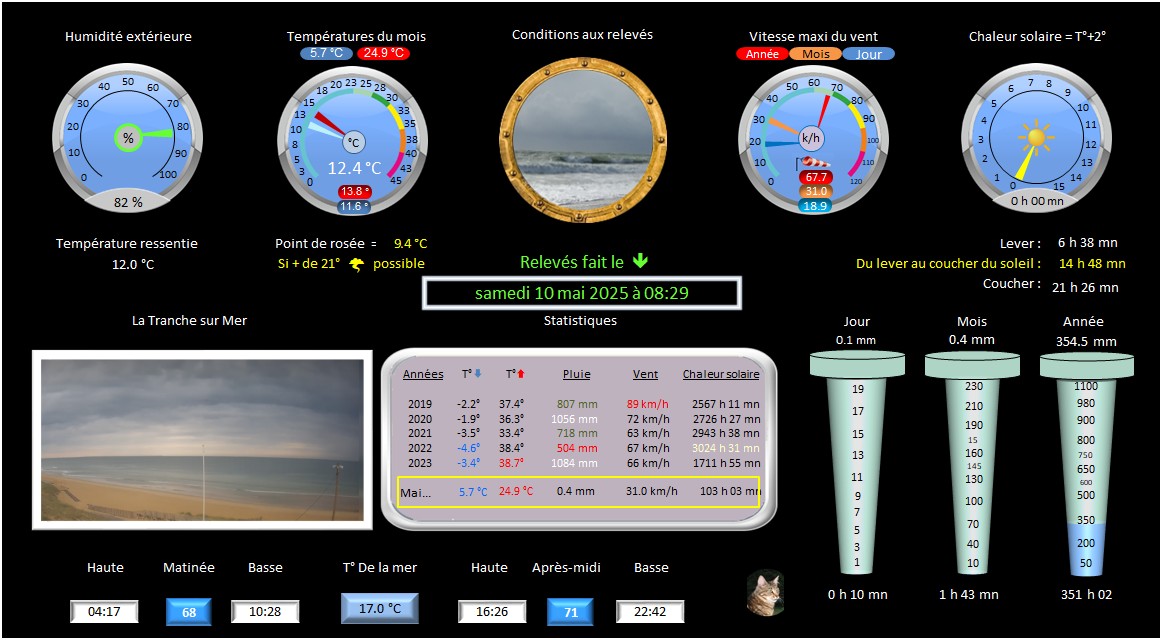 Humidité extérieure
Températures du mois
Conditions aux relevés
Vitesse maxi du vent
Chaleur solaire = T°+2°
5.7 °C 24.9 °C
Année Mois Jour
0 10 20 30 40 50 60 70 80 90 100
%
82 %
0 3 5 8 10 13 15 18 20 23 25 28 30 33 35 38 40 43 45
°C
12.4 °C
13.8 °
11.6 °
0 10 20 30 40 50 60 70 80 90 100 110 120
k/h
67.7
31.0
18.9
0 1 2 3 4 5 6 7 8 9 10 11 12 13 14 15
0 h 00 mn
Température ressentie
12.0 °C
Point de rosée = 9.4 °C
Si + de 21° possible
Relevés fait le
samedi 10 mai 2025 à 08:29
Lever : 6 h 38 mn
Du lever au coucher du soleil : 14 h 48 mn
Coucher : 21 h 26 mn
La Tranche sur Mer
Statistiques
Années T° T° Pluie Vent Chaleur solaire
2019 -2.2° 37.4° 807 mm 89 km/h 2567 h 11 mn
2020 -1.9° 36.3° 1056 mm 72 km/h 2726 h 27 mn
2021 -3.5° 33.4° 718 mm 63 km/h 2943 h 38 mn
2022 -4.6° 38.4° 504 mm 67 km/h 3024 h 31 mn
2023 -3.4° 38.7° 1084 mm 66 km/h 1711 h 55 mn
Mai... 5.7 °C 24.9 °C 0.4 mm 31.0 km/h 103 h 03 mn
Jour
0.1 mm
19
17
15
13
11
9
7
5
3
1
0 h 10 mn
Mois
0.4 mm
230
210
190
15
160
145
130
100
70
40
10
1 h 43 mn
Année
354.5 mm
1100
980
900
800
750
650
600
500
350
200
50
351 h 02
Haute Matinée Basse T° De la mer Haute Après-midi Basse
04:17 68 10:28 17.0 °C 16:26 71 22:42